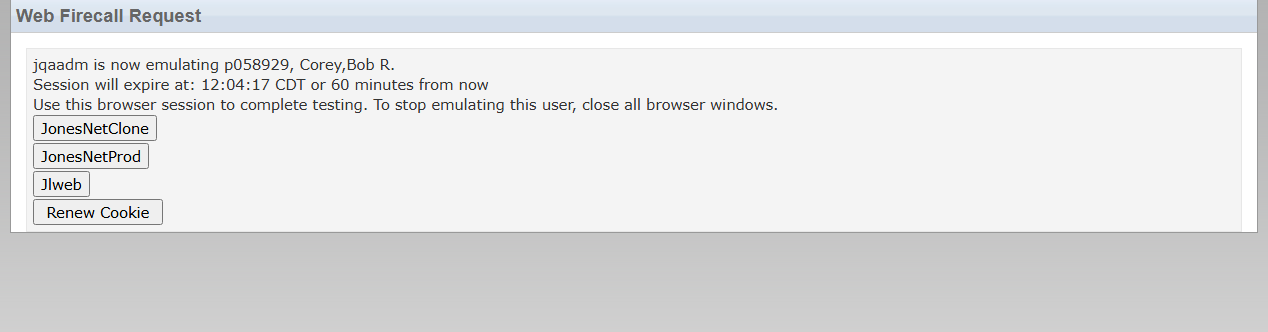 Web Firecall Request
jqaadm is now emulating p058929, Corey,Bob R.
Session will expire at: 12:04:17 CDT or 60 minutes from now
Use this browser session to complete testing. To stop emulating this user, close all browser windows.
JonesNetClone
JonesNetProd
Jlweb
Renew Cookie